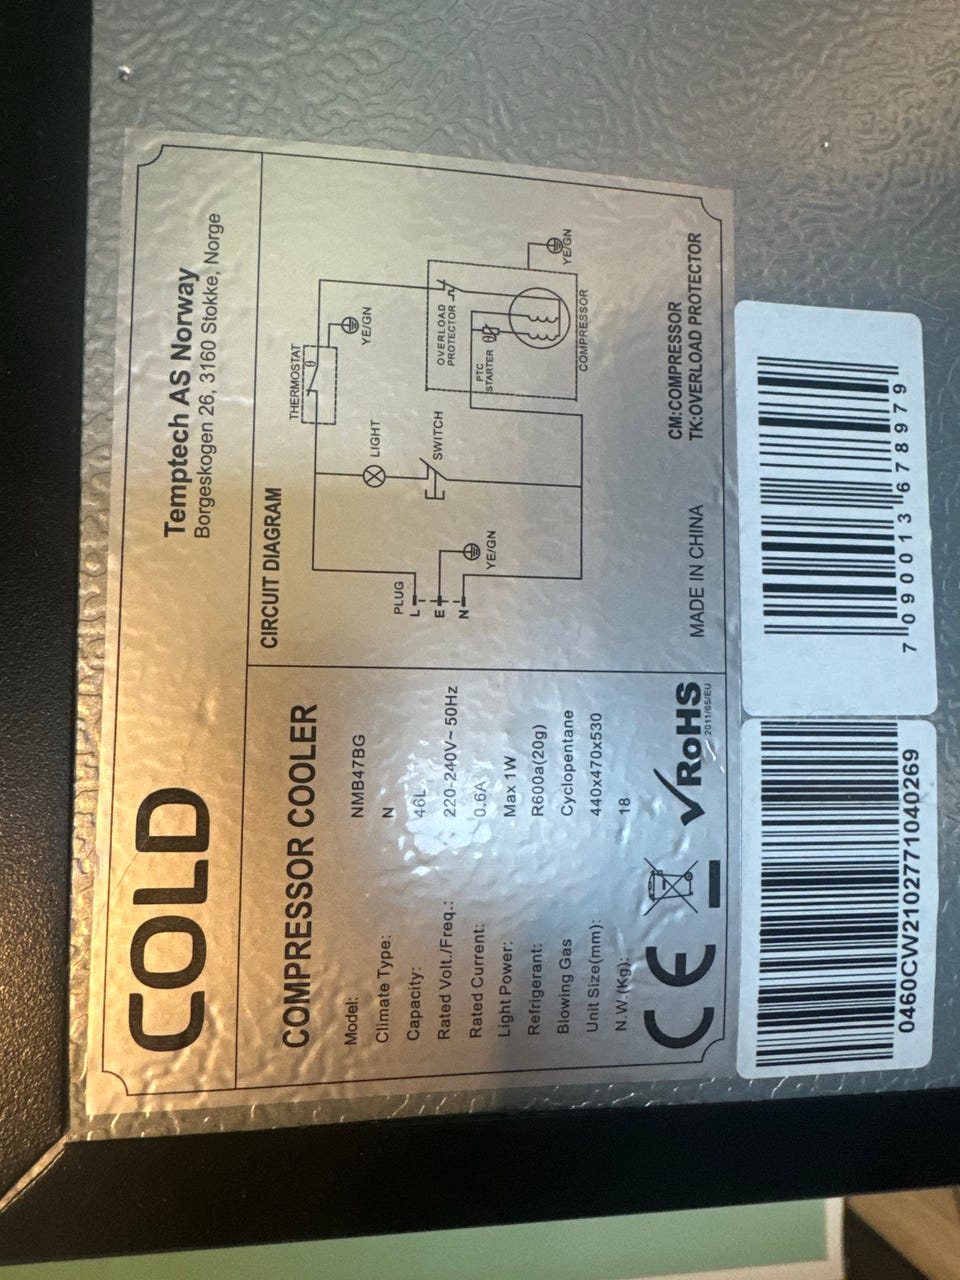 COLD
Temptech AS Norway
Borgeskogen 26, 3160 Stokke, Norge
COMPRESSOR COOLER
Model: NMB47BG
Climate Type: N
Capacity: 46L
Rated Volt./Freq.: 220-240V~ 50Hz
Rated Current: 0.6A
Light Power: Max 1W
Refrigerant: R600a(20g)
Blowing Gas Cyclopentane
Unit Size(mm): 440x470x530
N.W.(Kg): 18
CE
RoHS
2011/65/EU
CIRCUIT DIAGRAM
THERMOSTAT
YE/GN
LIGHT
SWITCH
OVERLOAD
PROTECTOR
PTC
STARTER
YE/GN
COMPRESSOR
PLUG
L
E
N
YE/GN
CM:COMPRESSOR
MADE IN CHINA TK:OVERLOAD PROTECTOR
0460CW2102771040269
7 090013 678979